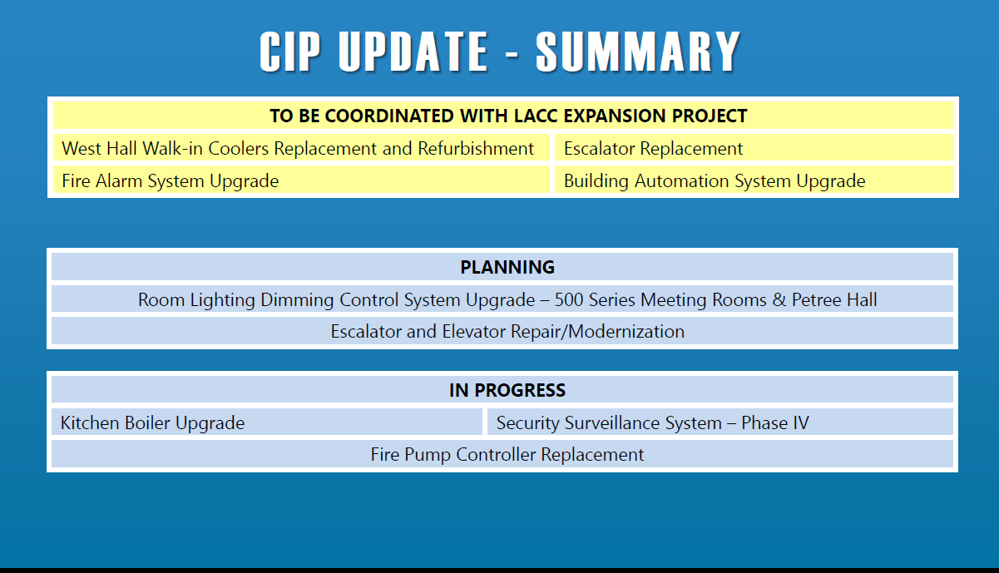 CIP UPDATE - SUMMARY
TO BE COORDINATED WITH LACC EXPANSION PROJECT
West Hall Walk-in Coolers Replacement and Refurbishment
Escalator Replacement
Fire Alarm System Upgrade
Building Automation System Upgrade
PLANNING
Room Lighting Dimming Control System Upgrade – 500 Series Meeting Rooms & Petree Hall
Escalator and Elevator Repair/Modernization
IN PROGRESS
Kitchen Boiler Upgrade
Security Surveillance System – Phase IV
Fire Pump Controller Replacement